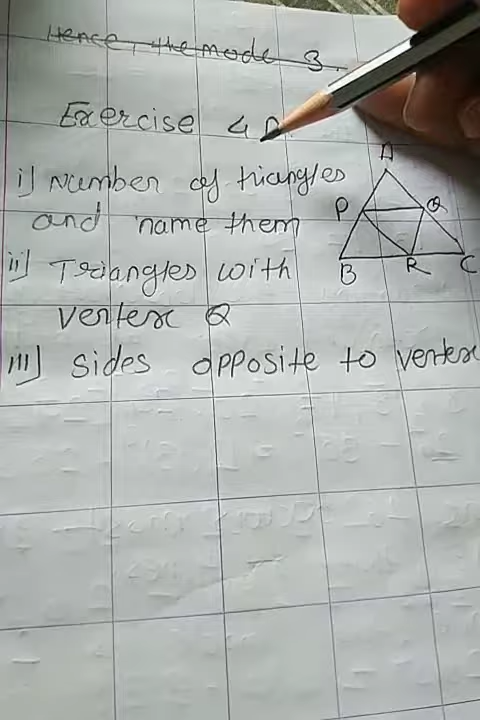 Hence, the mode 3.
Exercise 4
i) Number of triangles
and name them
ii) Triangles with
vertex Q
iii) sides opposite to vertex
A
P Q
B R C